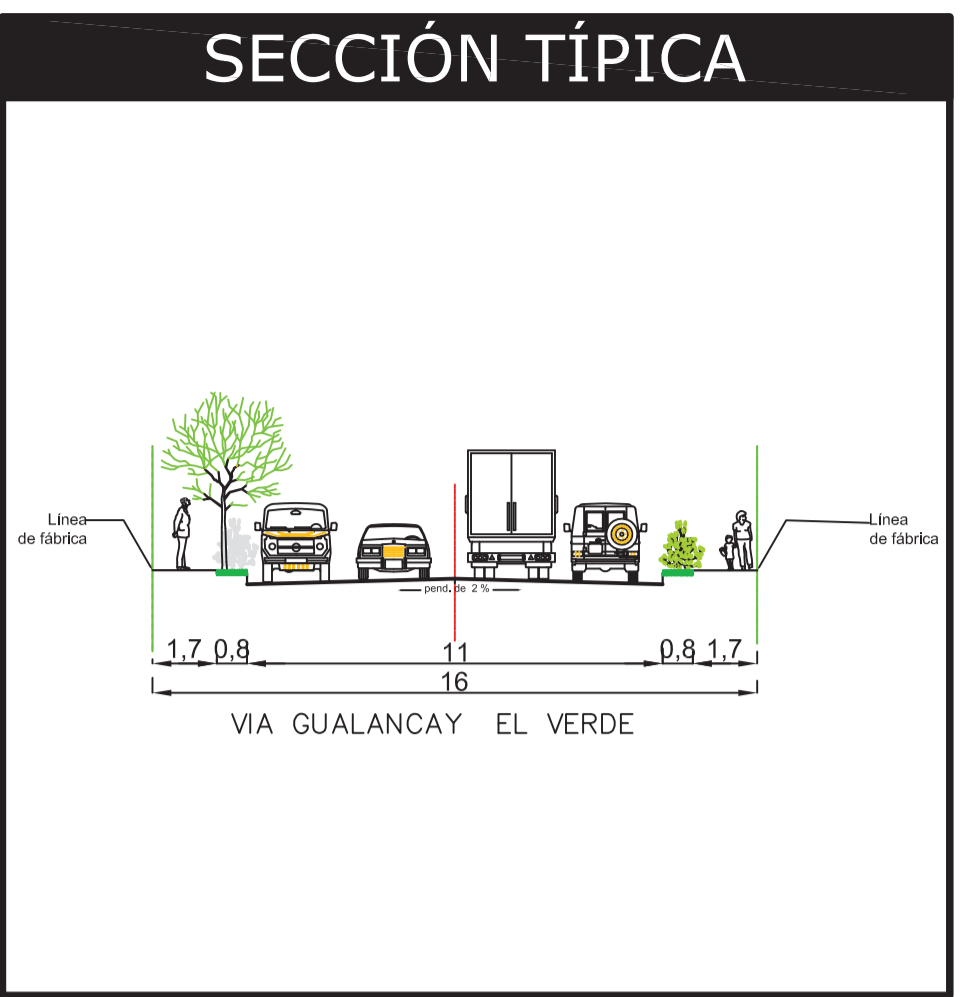 SECCIÓN TÍPICA
Línea
de fábrica
Línea
de fábrica
pend. de 2 %
1,7 0,8 11 0,8 1,7
16
VIA GUALANCAY EL VERDE